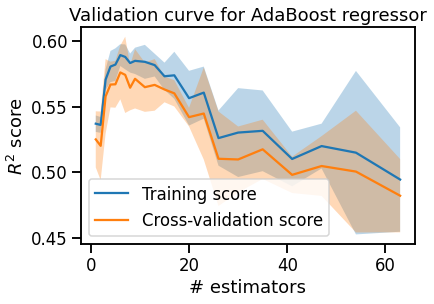 Validation curve for AdaBoost regressor
0.60
0.55
0.50
0.45
R² score
Training score
Cross-validation score
0 20 40 60
# estimators